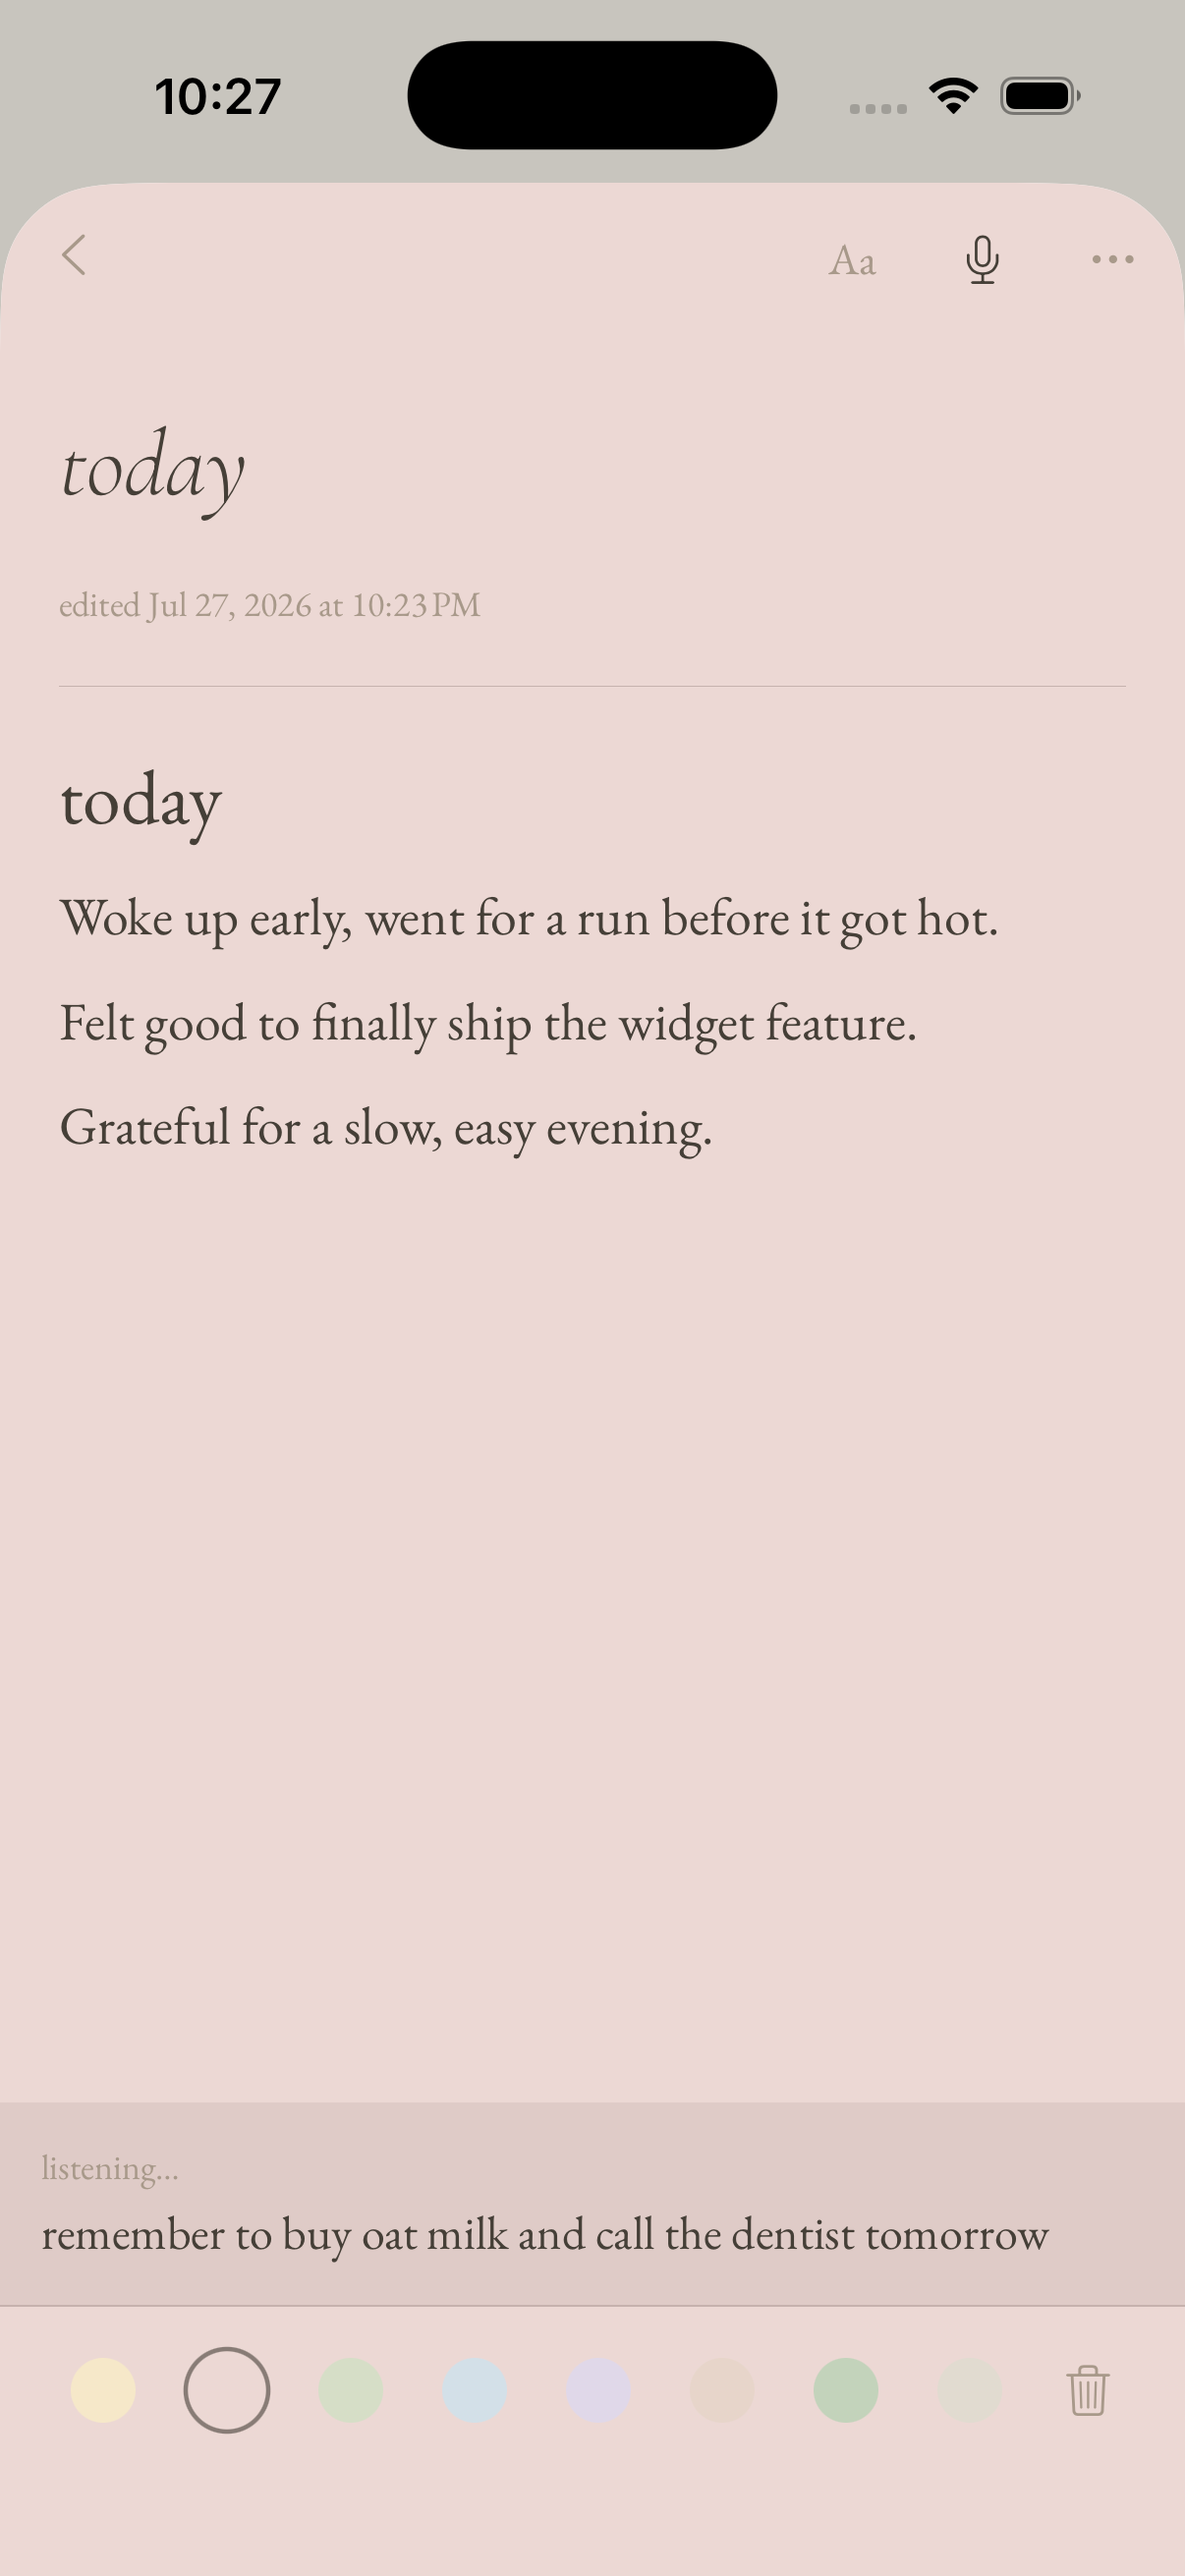 10:27
Aa
today
edited Jul 27, 2026 at 10:23 PM
today
Woke up early, went for a run before it got hot.
Felt good to finally ship the widget feature.
Grateful for a slow, easy evening.
listening...
remember to buy oat milk and call the dentist tomorrow